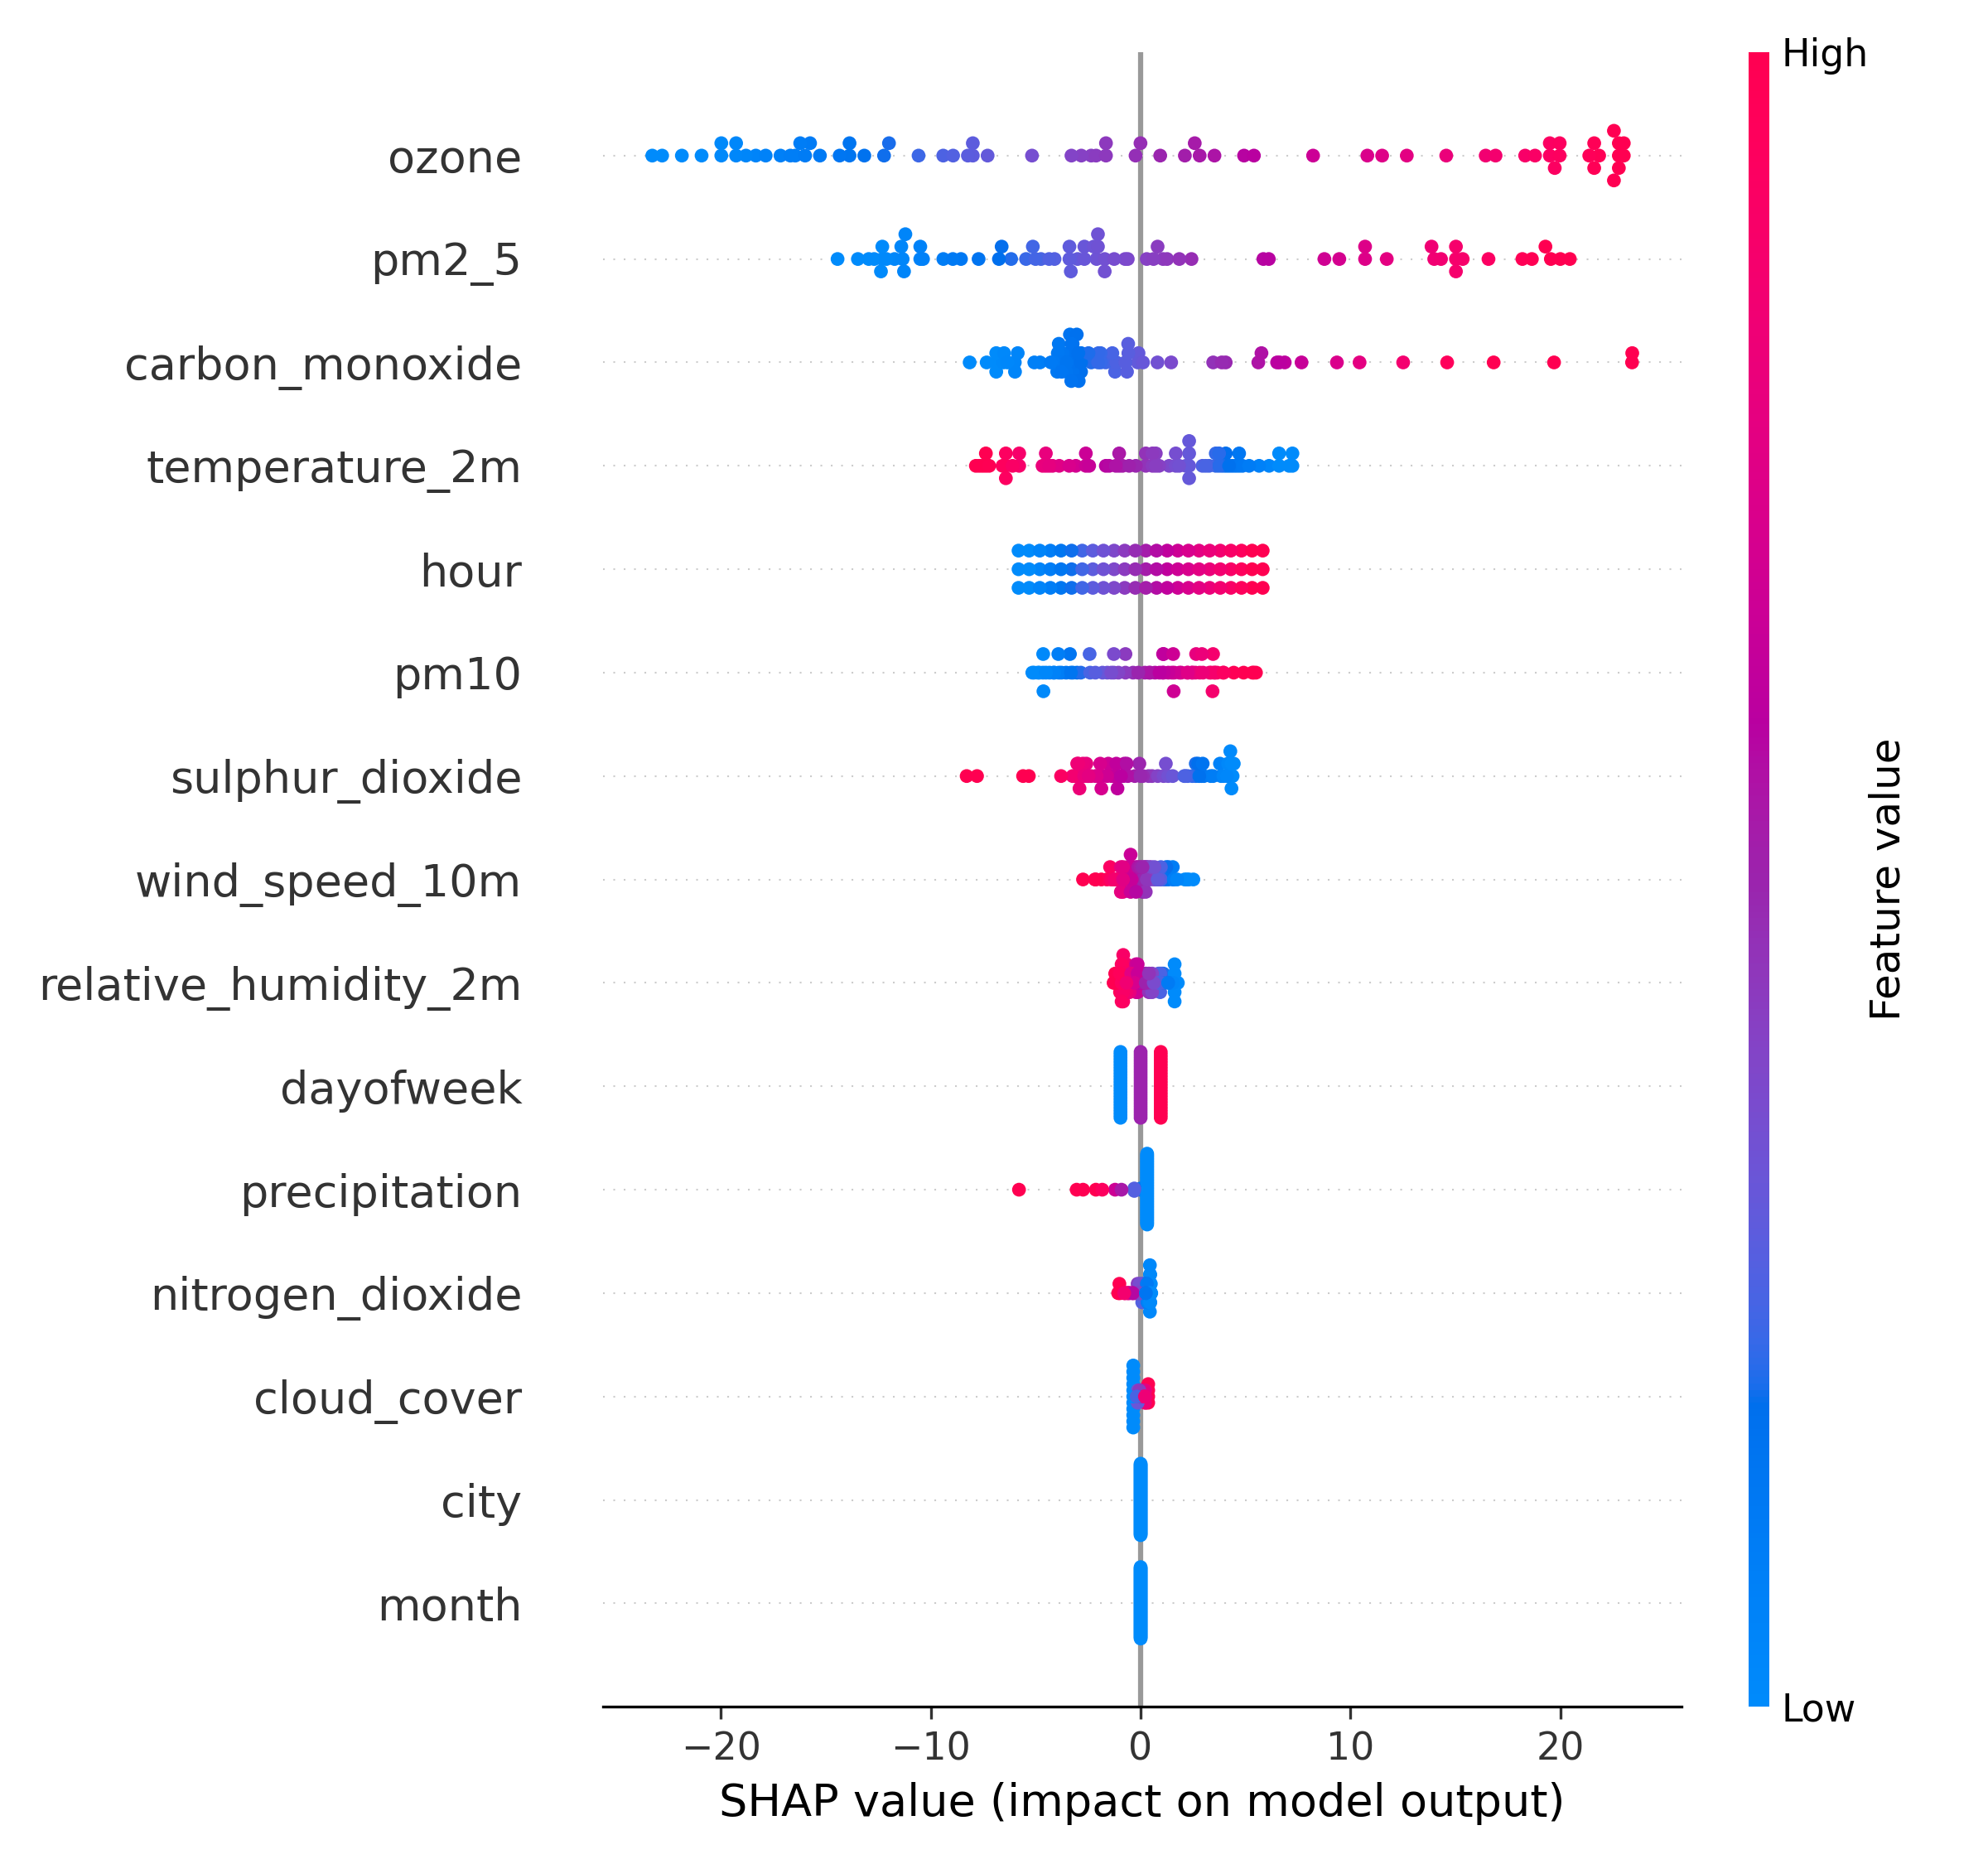 High
ozone
pm2_5
carbon_monoxide
temperature_2m
hour
pm10
sulphur_dioxide
wind_speed_10m
relative_humidity_2m
dayofweek
precipitation
nitrogen_dioxide
cloud_cover
city
month
Feature value
Low
−20 −10 0 10 20
SHAP value (impact on model output)